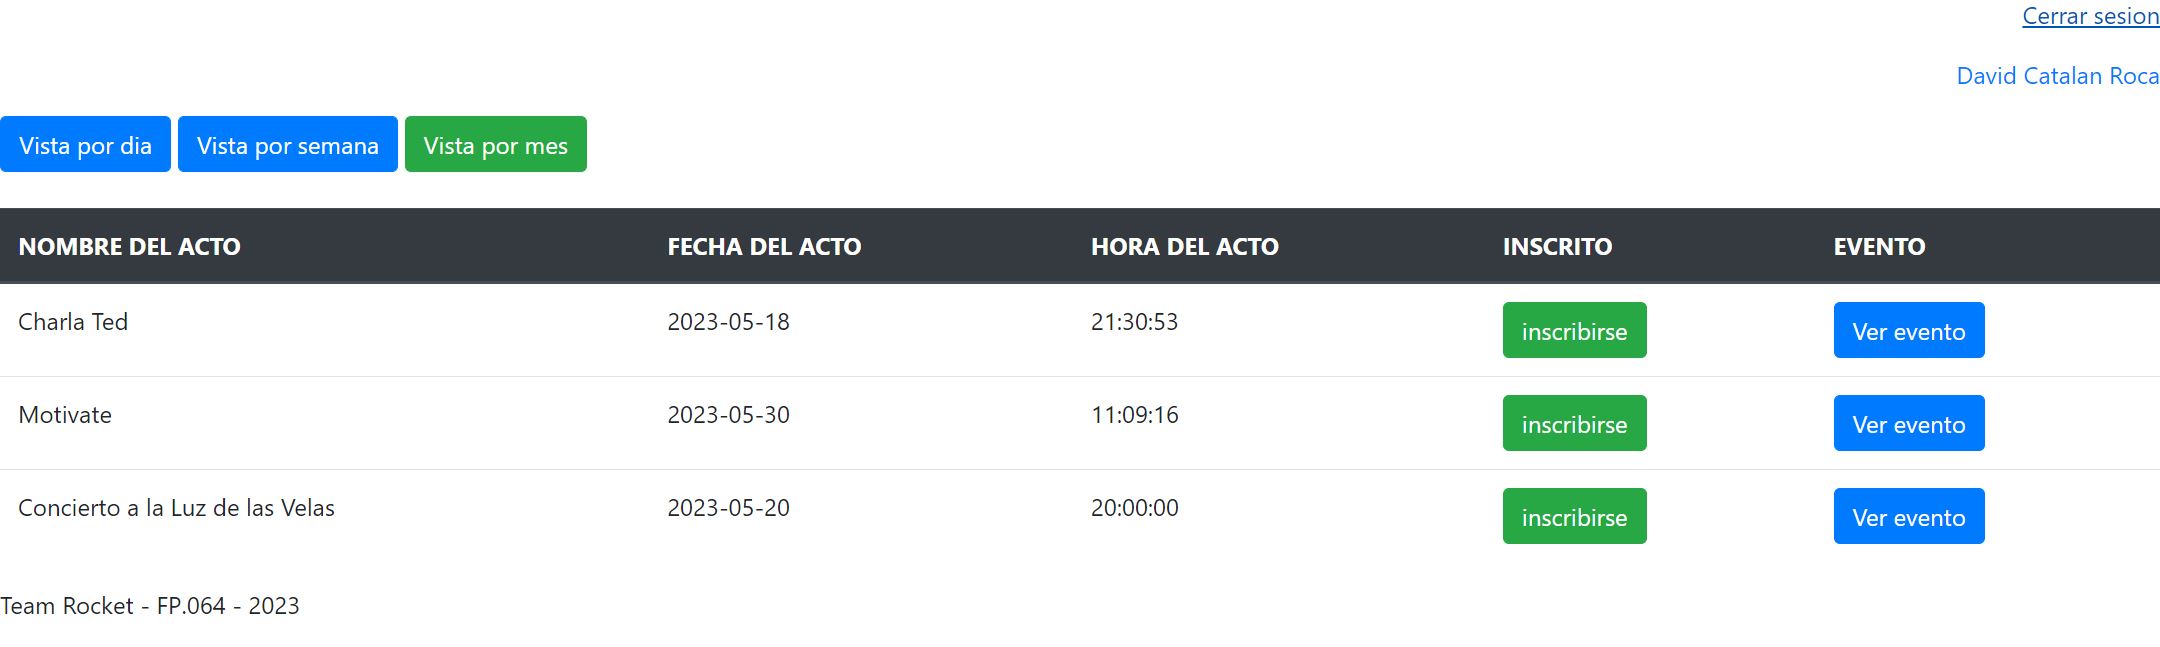 Cerrar sesion
David Catalan Roca
Vista por dia Vista por semana Vista por mes
NOMBRE DEL ACTO FECHA DEL ACTO HORA DEL ACTO INSCRITO EVENTO
Charla Ted 2023-05-18 21:30:53 inscribirse Ver evento
Motivate 2023-05-30 11:09:16 inscribirse Ver evento
Concierto a la Luz de las Velas 2023-05-20 20:00:00 inscribirse Ver evento
Team Rocket - FP.064 - 2023